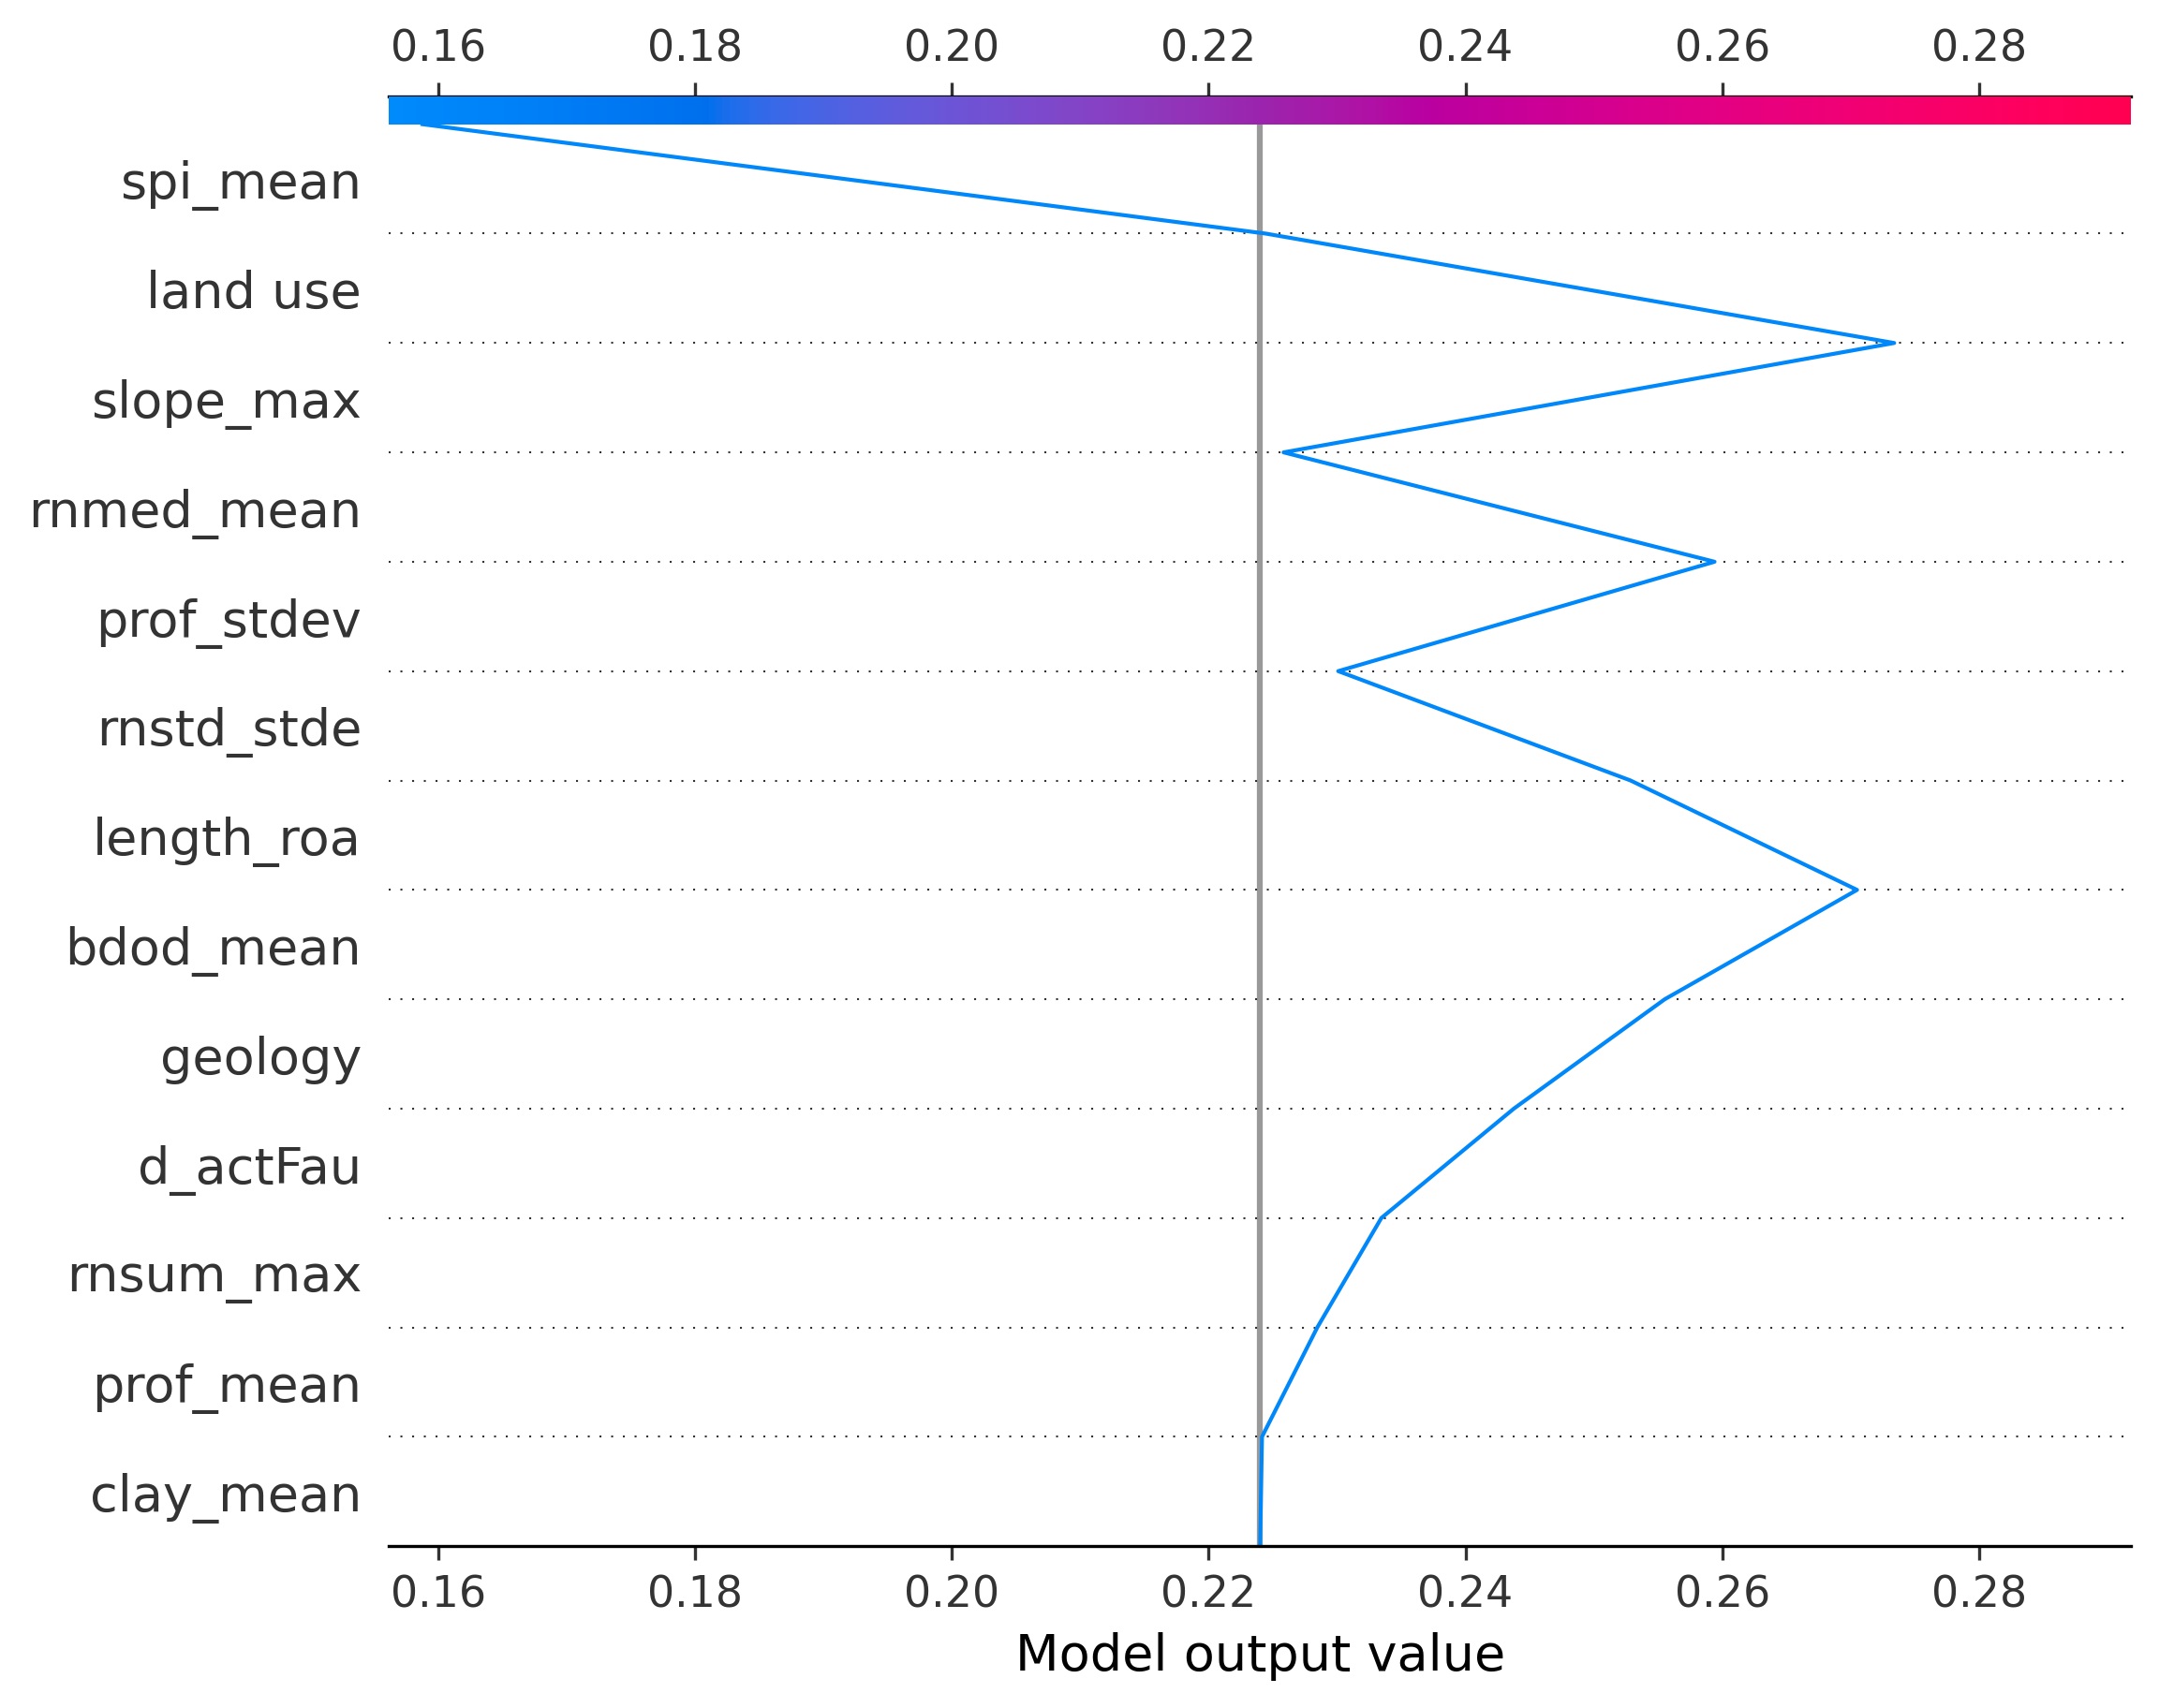 0.16 0.18 0.20 0.22 0.24 0.26 0.28
spi_mean
land use
slope_max
rnmed_mean
prof_stdev
rnstd_stde
length_roa
bdod_mean
geology
d_actFau
rnsum_max
prof_mean
clay_mean
0.16 0.18 0.20 0.22 0.24 0.26 0.28
Model output value